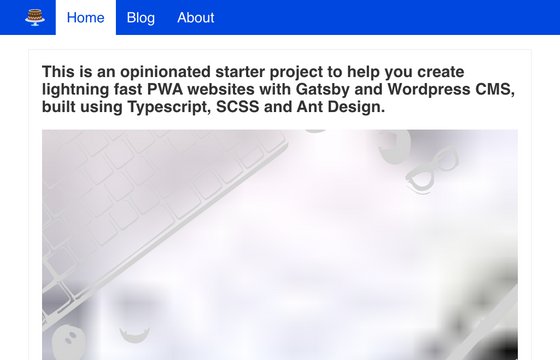 Home Blog About
This is an opinionated starter project to help you create
lightning fast PWA websites with Gatsby and Wordpress CMS,
built using Typescript, SCSS and Ant Design.